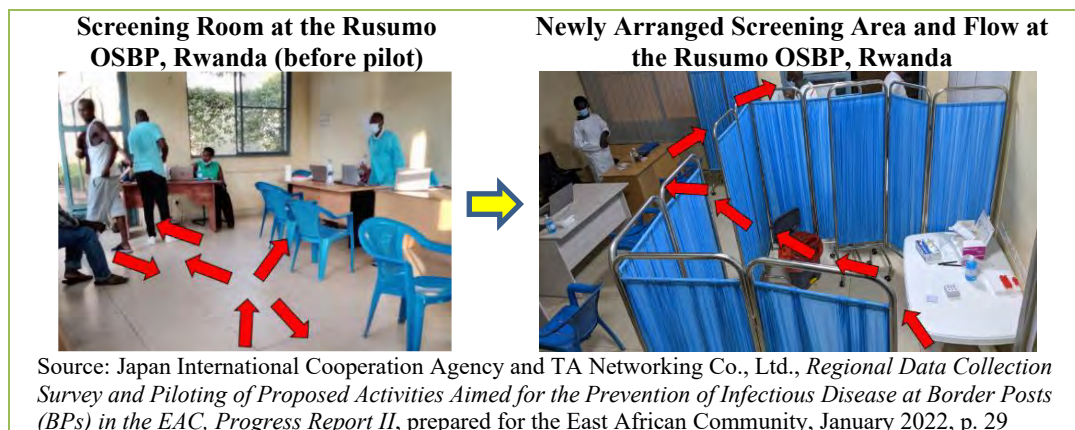 Screening Room at the Rusumo
OSBP, Rwanda (before pilot)
Newly Arranged Screening Area and Flow at
the Rusumo OSBP, Rwanda
Source: Japan International Cooperation Agency and TA Networking Co., Ltd., Regional Data Collection
Survey and Piloting of Proposed Activities Aimed for the Prevention of Infectious Disease at Border Posts
(BPs) in the EAC, Progress Report II, prepared for the East African Community, January 2022, p. 29